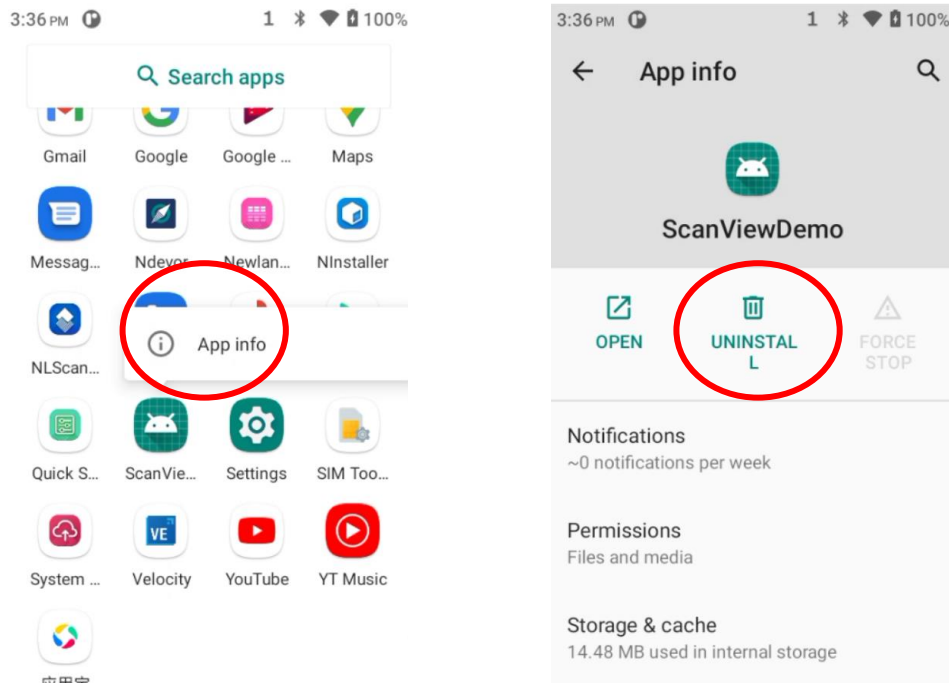 3:36 PM 1 100%
Search apps
Gmail Google Google ... Maps
Messag... Ndevor Newlan... NInstaller
App info
NLScan...
Quick S... ScanVie... Settings SIM Too...
VE
System ... Velocity YouTube YT Music
3:36 PM 1 100%
App info
ScanViewDemo
OPEN UNINSTAL FORCE
L STOP
Notifications
~0 notifications per week
Permissions
Files and media
Storage & cache
14.48 MB used in internal storage